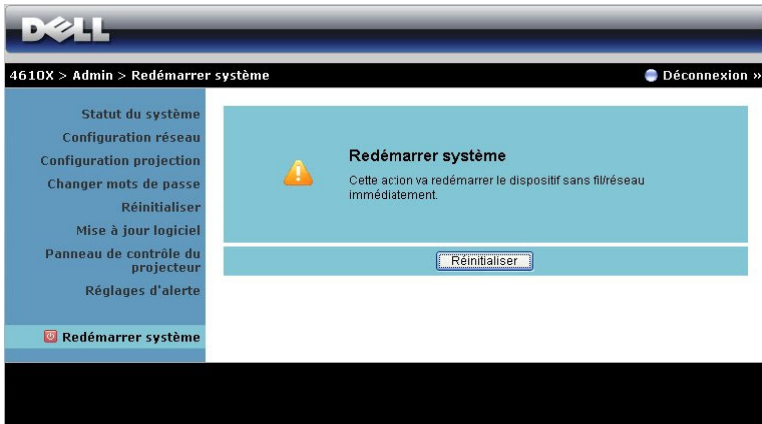 DELL
4610X > Admin > Redémarrer système
Déconnexion »
Statut du système
Configuration réseau
Configuration projection
Changer mots de passe
Réinitialiser
Mise à jour logiciel
Panneau de contrôle du
projecteur
Réglages d'alerte
Redémarrer système
Redémarrer système
Cette action va redémarrer le dispositif sans fil/réseau
immédiatement.
Réinitialiser